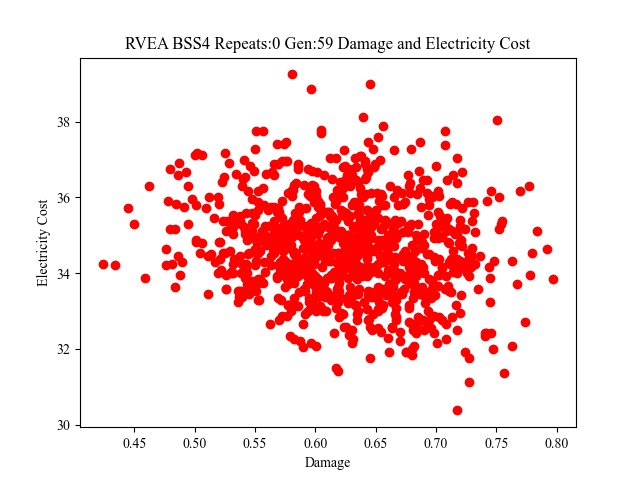 RVEA BSS4 Repeats:0 Gen:59 Damage and Electricity Cost
38
36
34
32
30
Electricity Cost
0.45 0.50 0.55 0.60 0.65 0.70 0.75 0.80
Damage